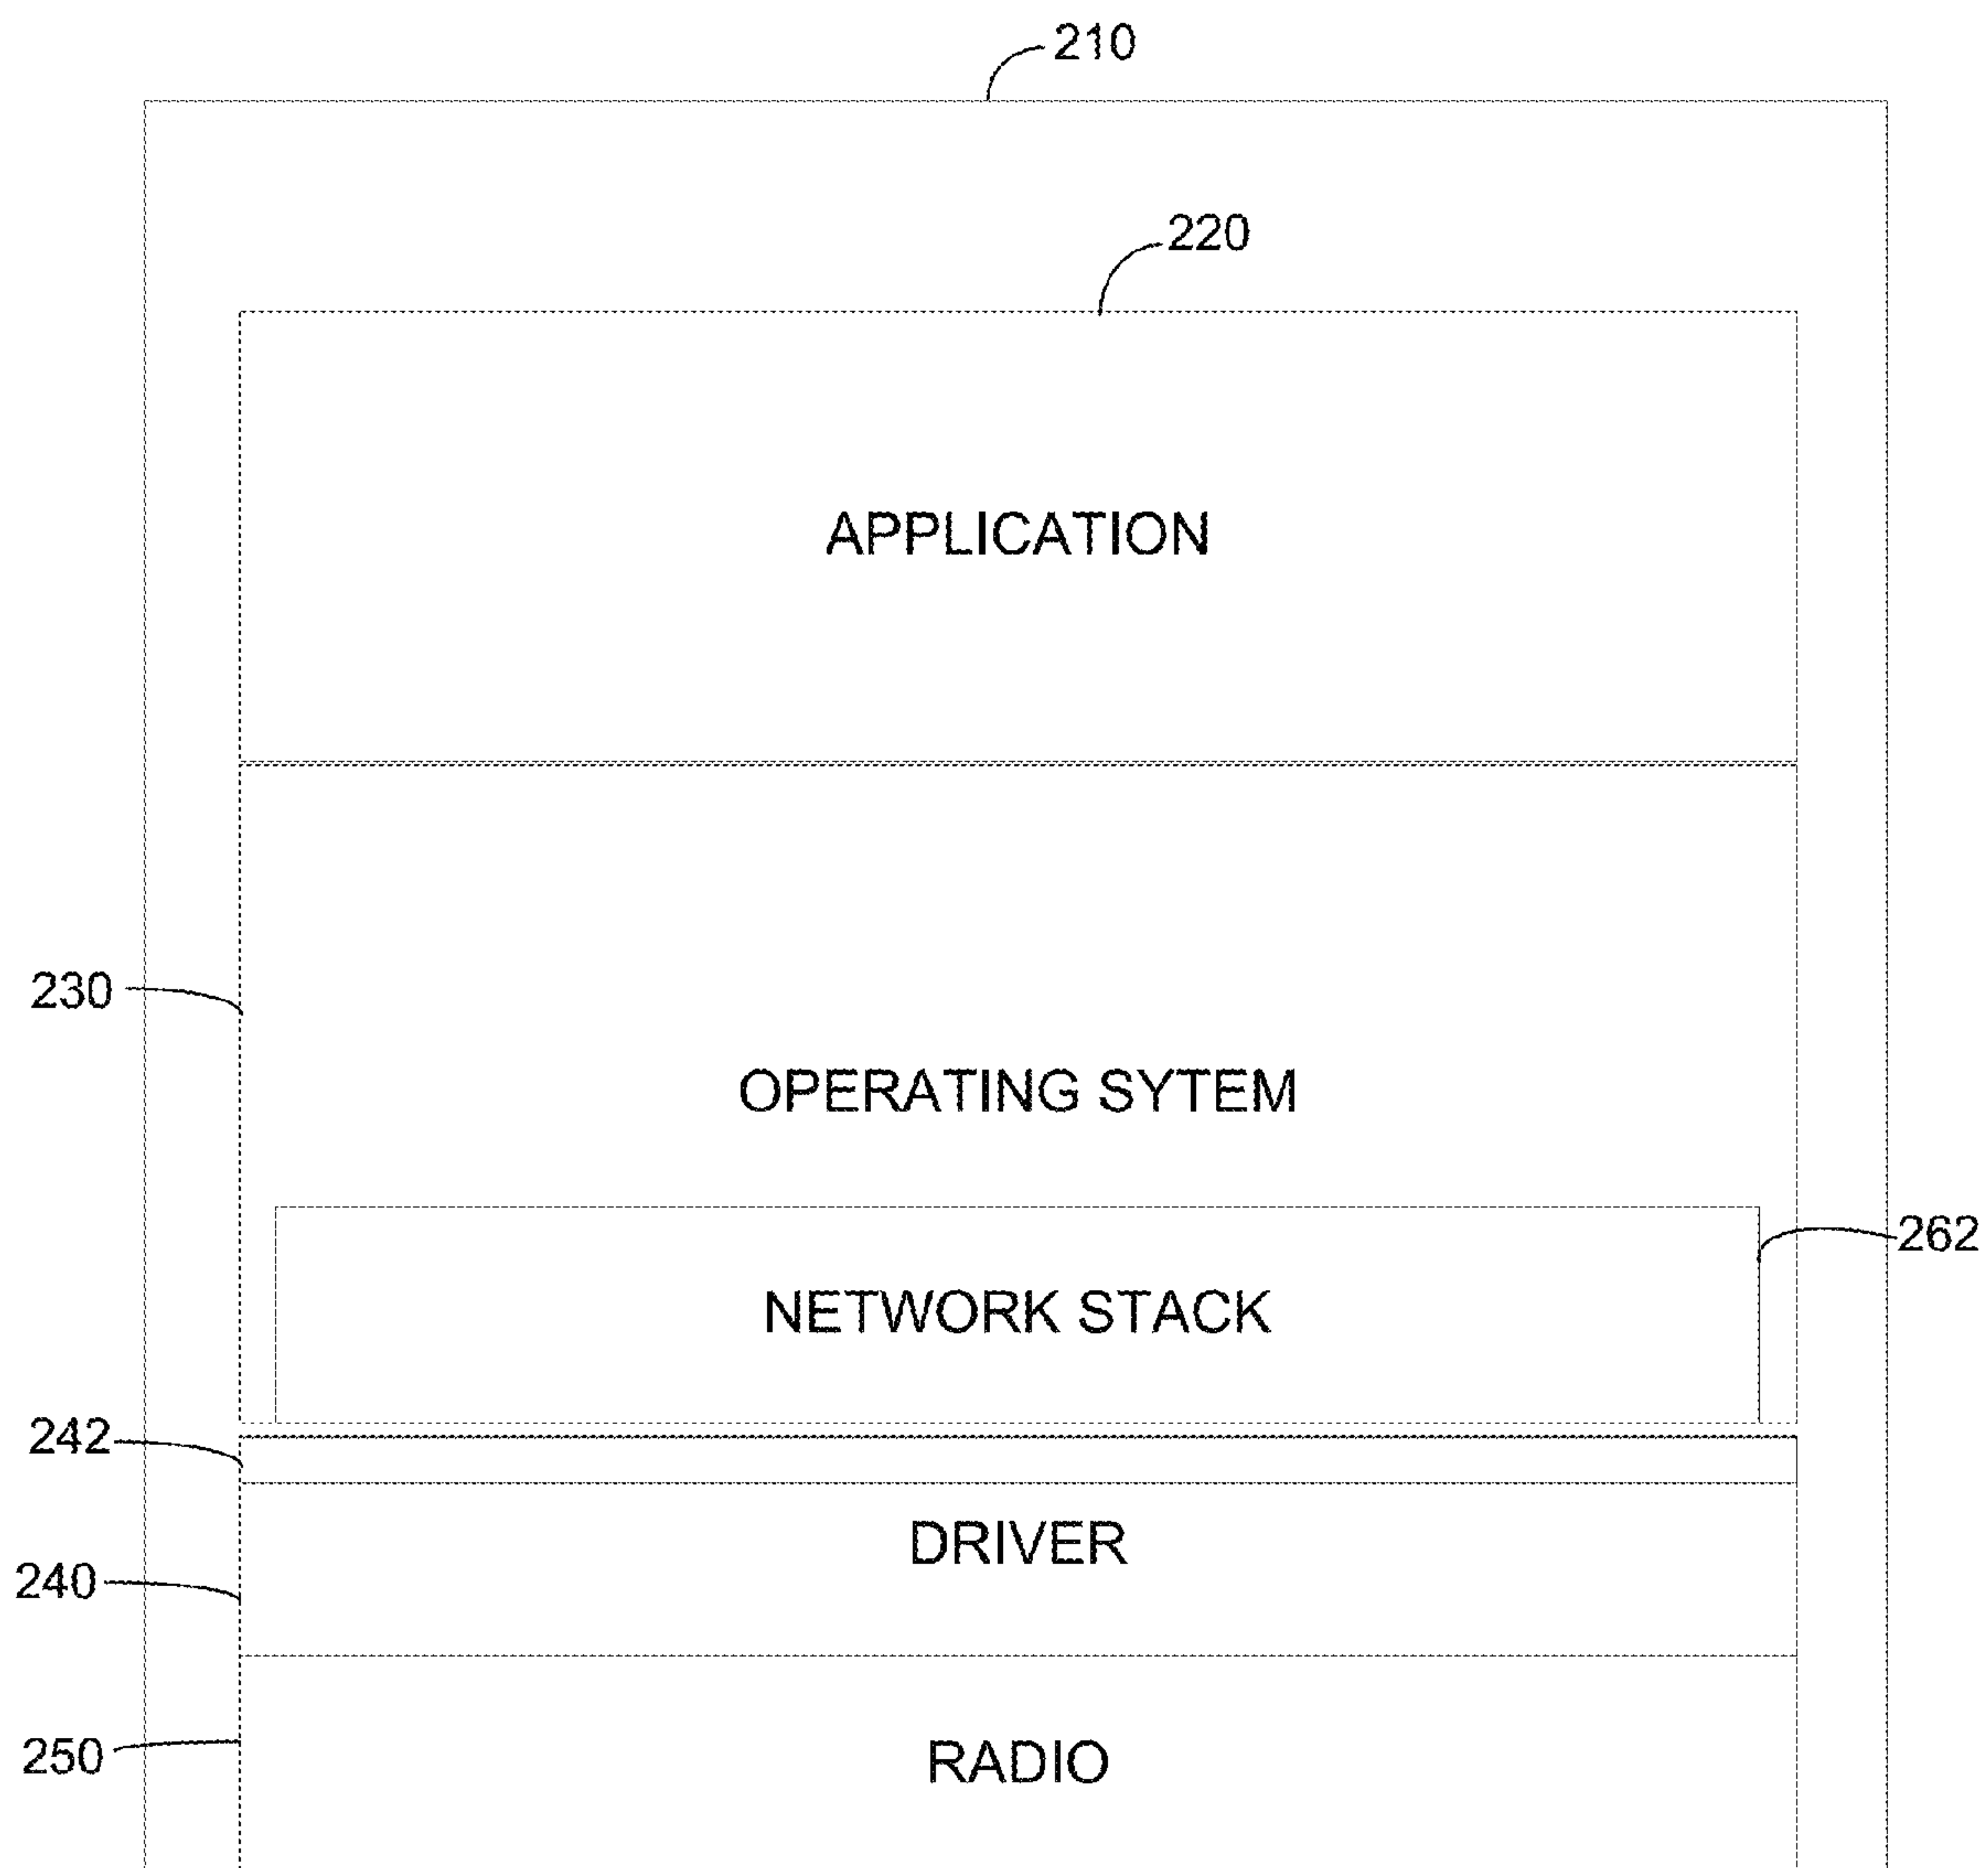 210
220
APPLICATION
230
OPERATING SYTEM
262
NETWORK STACK
242
DRIVER
240
250
RADIO